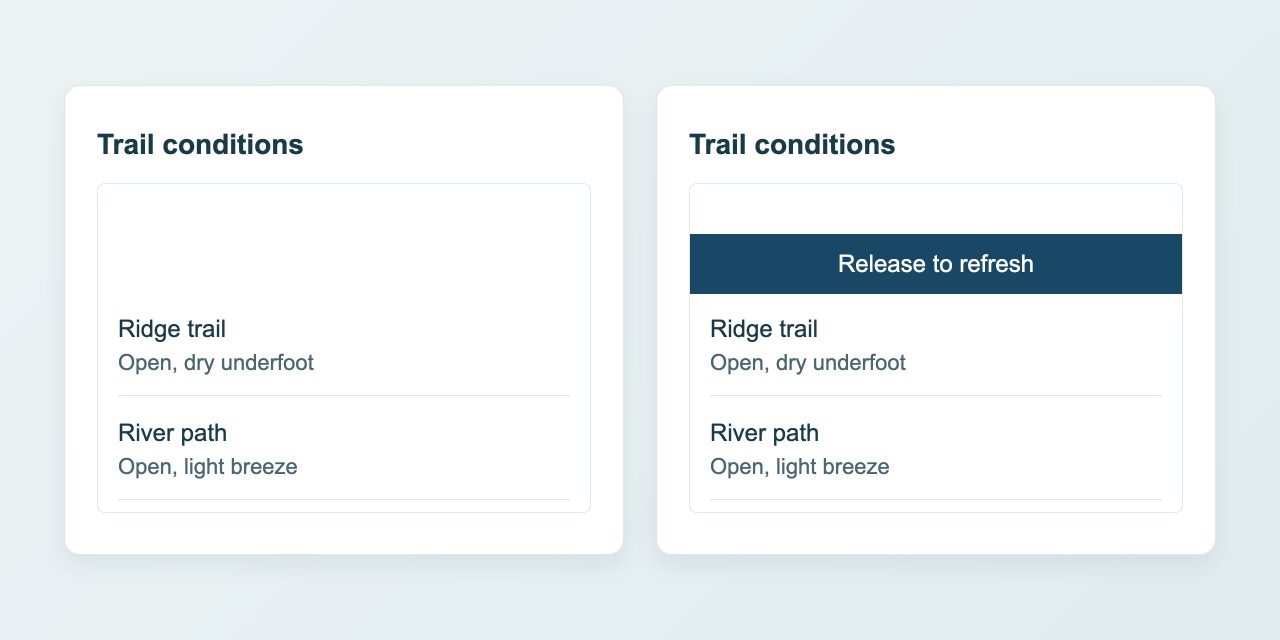 Trail conditions
Ridge trail
Open, dry underfoot
River path
Open, light breeze
Trail conditions
Release to refresh
Ridge trail
Open, dry underfoot
River path
Open, light breeze